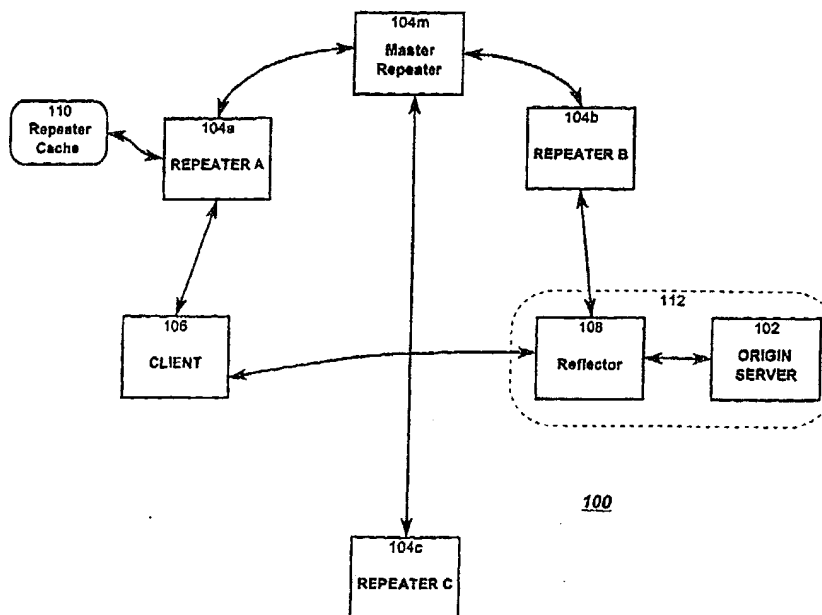 104m
Master
Repeater
110
Repeater
Cache
104a
REPEATER A
104b
REPEATER B
106
CLIENT
112
108
Reflector
102
ORIGIN
SERVER
100
104c
REPEATER C